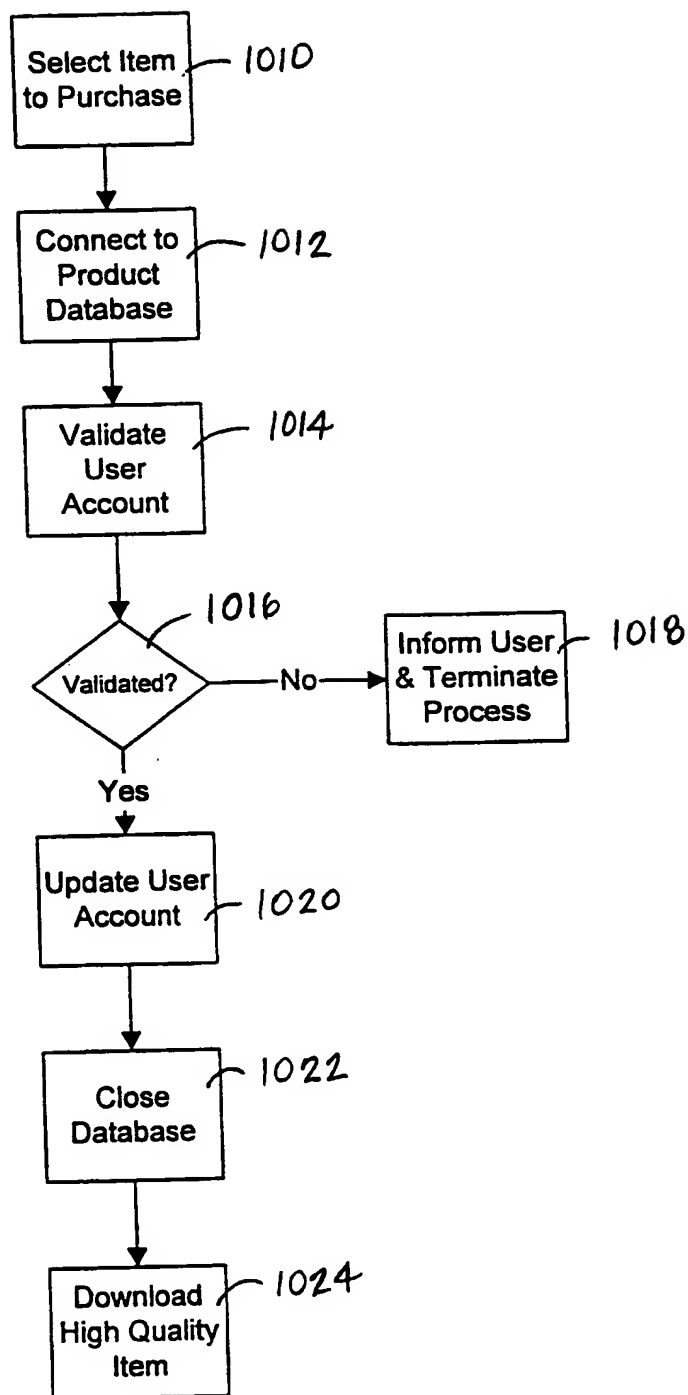 Select Item
to Purchase
1010
Connect to
Product
Database
1012
Validate
User
Account
1014
Validated?
1016
No
Inform User
& Terminate
Process
1018
Yes
Update User
Account
1020
Close
Database
1022
Download
High Quality
Item
1024